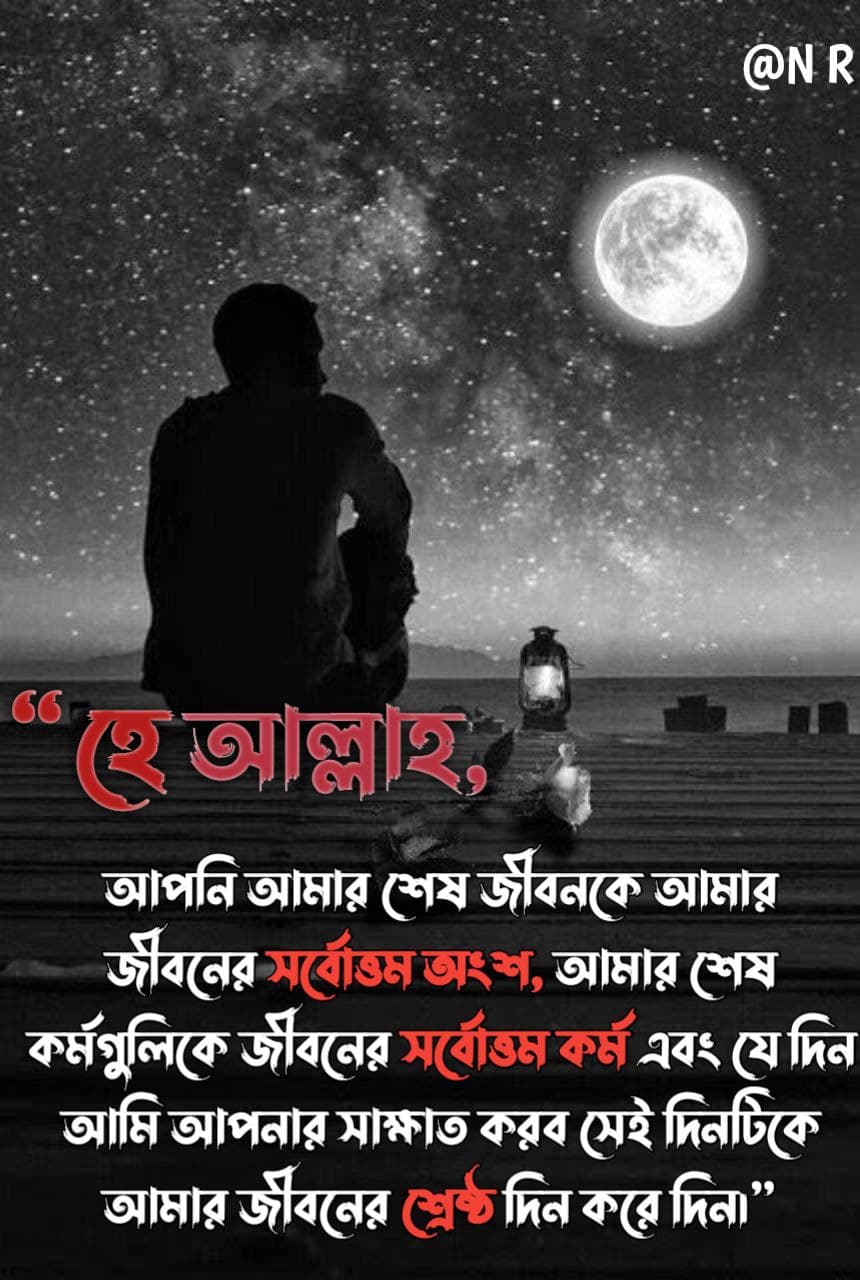 @N R
“ হে আল্লাহ,
আপনি আমার শেষ জীবনকে আমার
জীবনের সর্বোত্তম অংশ, আমার শেষ
কর্মগুলিকে জীবনের সর্বোত্তম কর্ম এবং যে দিন
আমি আপনার সাক্ষাত করব সেই দিনটিকে
আমার জীবনের শ্রেষ্ঠ দিন করে দিন৷”